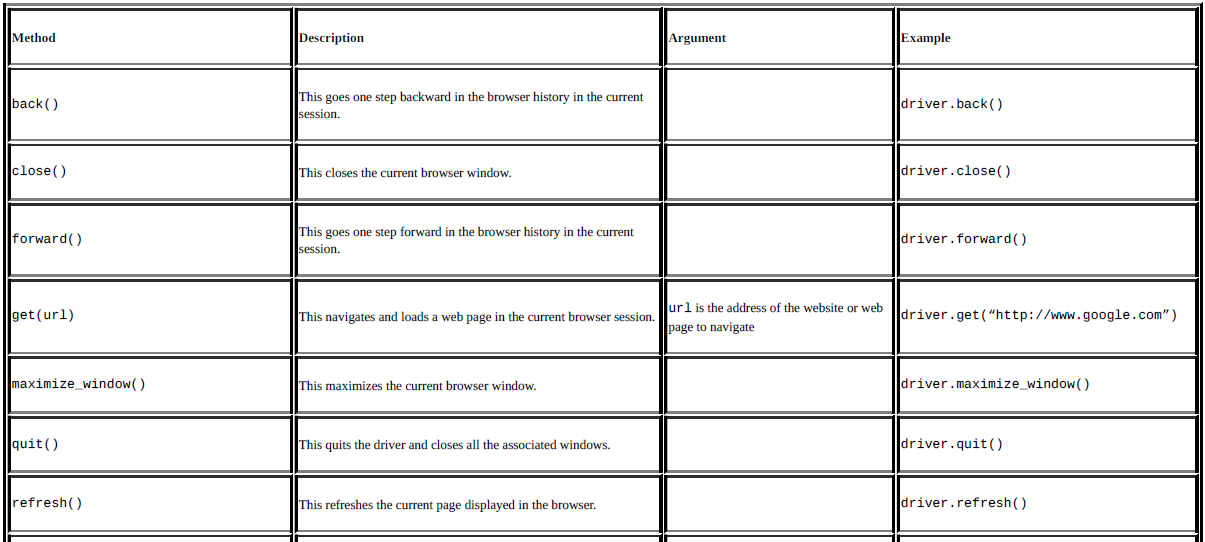 Method Description Argument Example
back() This goes one step backward in the browser history in the current session. driver.back()
close() This closes the current browser window. driver.close()
forward() This goes one step forward in the browser history in the current session. driver.forward()
get(url) This navigates and loads a web page in the current browser session. url is the address of the website or web page to navigate driver.get(“http://www.google.com”)
maximize_window() This maximizes the current browser window. driver.maximize_window()
quit() This quits the driver and closes all the associated windows. driver.quit()
refresh() This refreshes the current page displayed in the browser. driver.refresh()